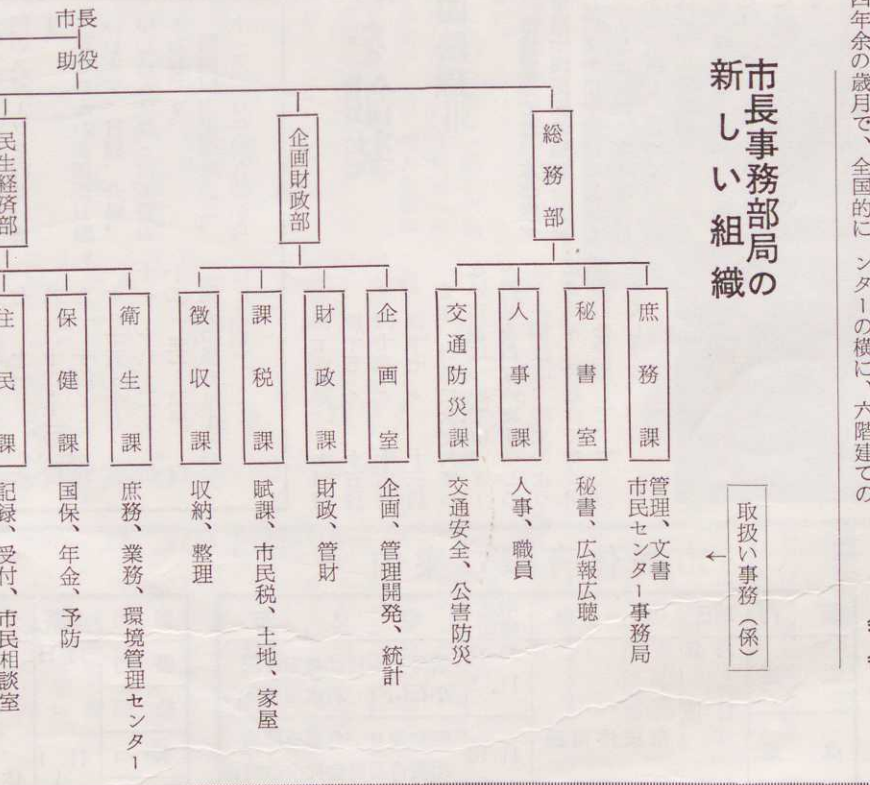 年余の歳月で、全国的に
ンターの横に、六階建ての
市長事務部局の
新しい組織
取扱い事務（係）
←
市長
助役
総務部
庶務課
管理、文書
市民センター事務局
秘書室
秘書、広報広聴
人事課
人事、職員
交通防災課
交通安全、公害防災
企画財政部
企画室
企画、管理開発、統計
財政課
財政、管財
課税課
賦課、市民税、土地、家屋
徴収課
収納、整理
民生経済部
衛生課
庶務、業務、環境管理センター
保健課
国保、年金、予防
住民課
記録、受付、市民相談室